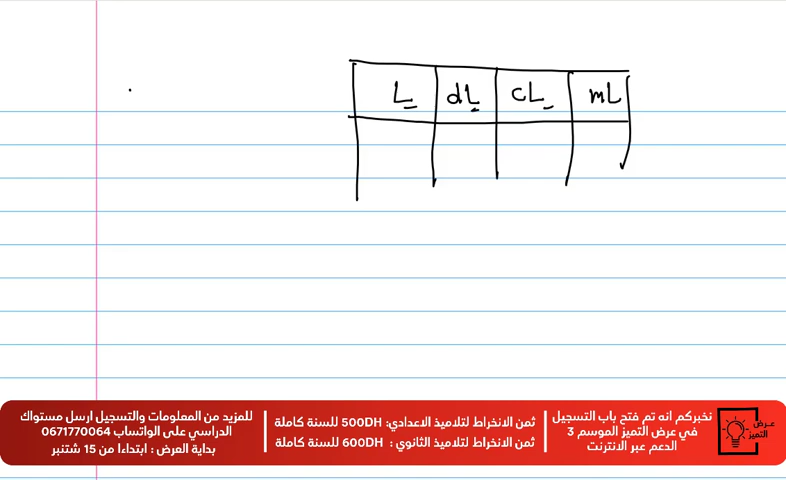 L dL cL mL
نخبركم انه تم فتح باب التسجيل
في عرض التميز الموسم 3
الدعم عبر الانترنت
ثمن الانخراط لتلاميذ الاعدادي: 500DH للسنة كاملة
ثمن الانخراط لتلاميذ الثانوي : 600DH للسنة كاملة
للمزيد من المعلومات والتسجيل ارسل مستواك
الدراسي على الواتساب 0671770064
بداية العرض : ابتداءا من 15 شتنبر
عرض
التميز